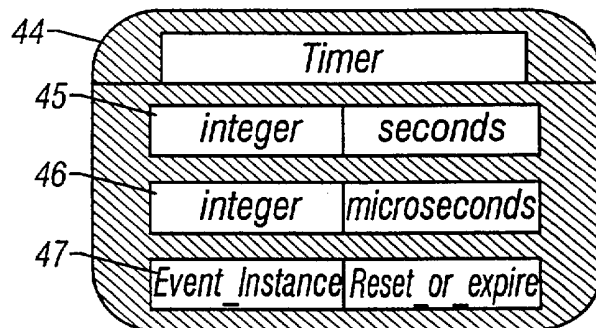 44
Timer
45
integer seconds
46
integer microseconds
47
Event_Instance Reset_or_expire